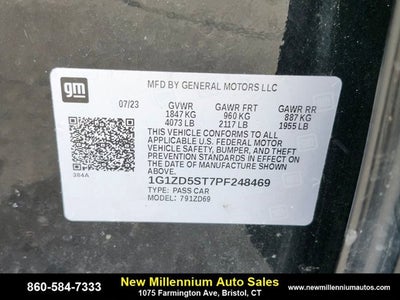 gm
MFD BY GENERAL MOTORS LLC
07/23 GVWR GAWR FRT GAWR RR
1847 KG 960 KG 887 KG
4073 LB 2117 LB 1955 LB
THIS VEHICLE CONFORMS TO ALL
APPLICABLE U.S. FEDERAL MOTOR
VEHICLE SAFETY, BUMPER, AND THEFT
PREVENTION STANDARDS IN EFFECT ON
THE DATE OF MANUFACTURE SHOWN
ABOVE.
384A
1G1ZD5ST7PF248469
TYPE: PASS CAR
MODEL: 791ZD69
860-584-7333
New Millennium Auto Sales
1075 Farmington Ave, Bristol, CT
www.newmillenniumautos.com